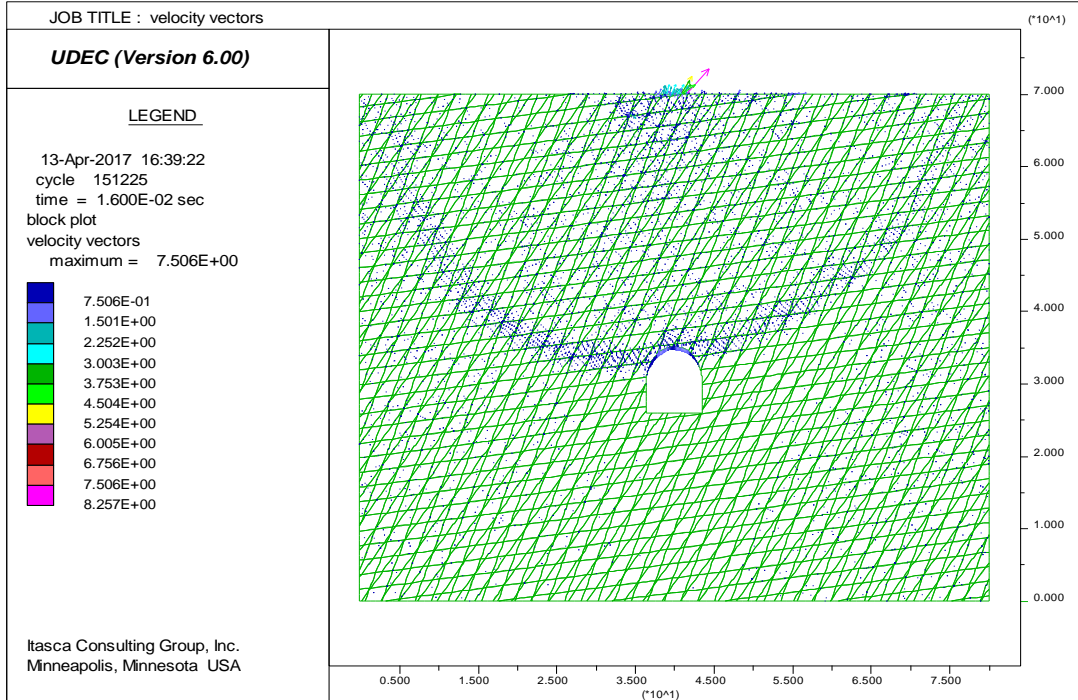 JOB TITLE : velocity vectors
(*10^1)
UDEC (Version 6.00)
LEGEND
13-Apr-2017 16:39:22
cycle 151225
time = 1.600E-02 sec
block plot
velocity vectors
maximum = 7.506E+00
7.506E-01
1.501E+00
2.252E+00
3.003E+00
3.753E+00
4.504E+00
5.254E+00
6.005E+00
6.756E+00
7.506E+00
8.257E+00
Itasca Consulting Group, Inc.
Minneapolis, Minnesota USA
7.000
6.000
5.000
4.000
3.000
2.000
1.000
0.000
0.500 1.500 2.500 3.500 4.500 5.500 6.500 7.500
(*10^1)